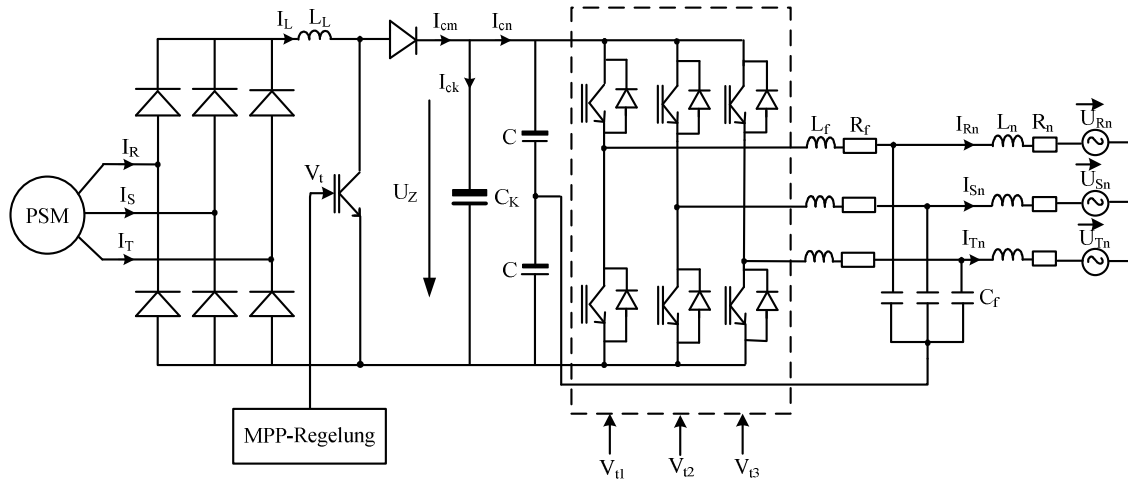 I_L
L_L
I_cm
I_cn
I_ck
I_R
I_S
I_T
PSM
V_t
U_Z
C_K
C
C
L_f
R_f
I_Rn
L_n
R_n
U_Rn
I_Sn
U_Sn
I_Tn
U_Tn
C_f
MPP-Regelung
V_t1
V_t2
V_t3